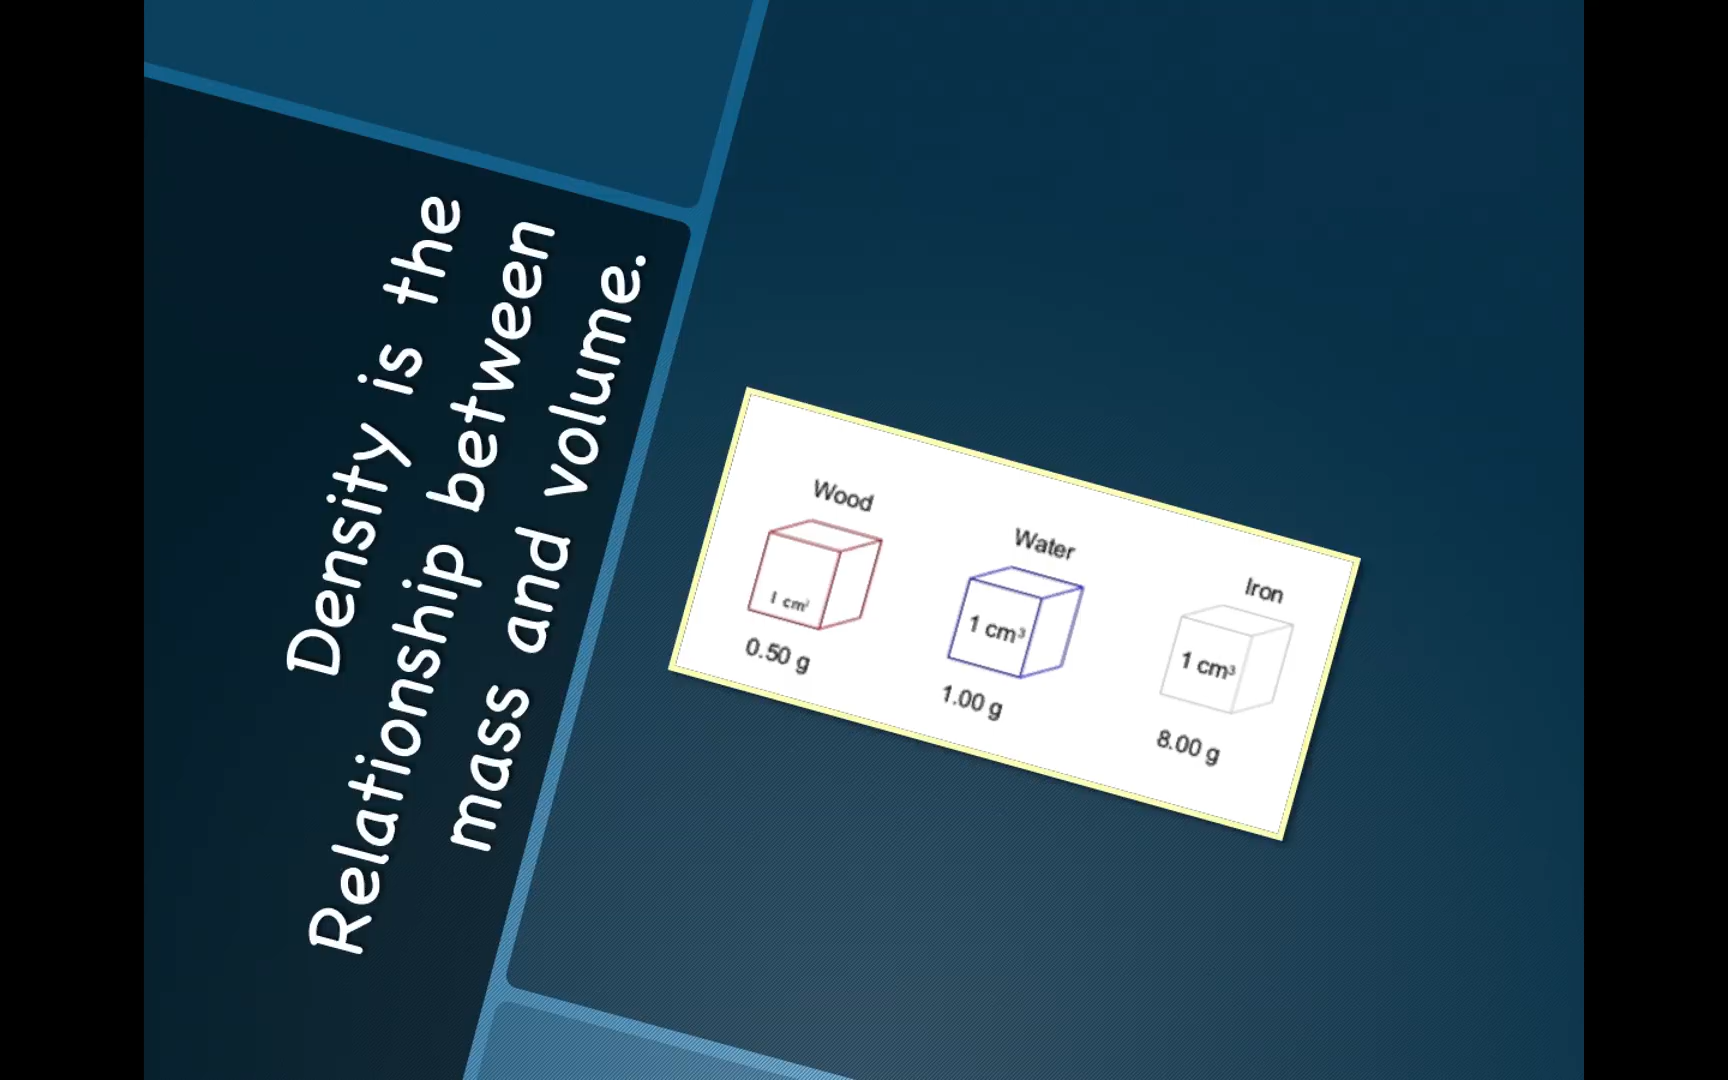 Density is the
Relationship between
mass and volume.
Wood
1 cm³
0.50 g
Water
1 cm³
1.00 g
Iron
1 cm³
8.00 g